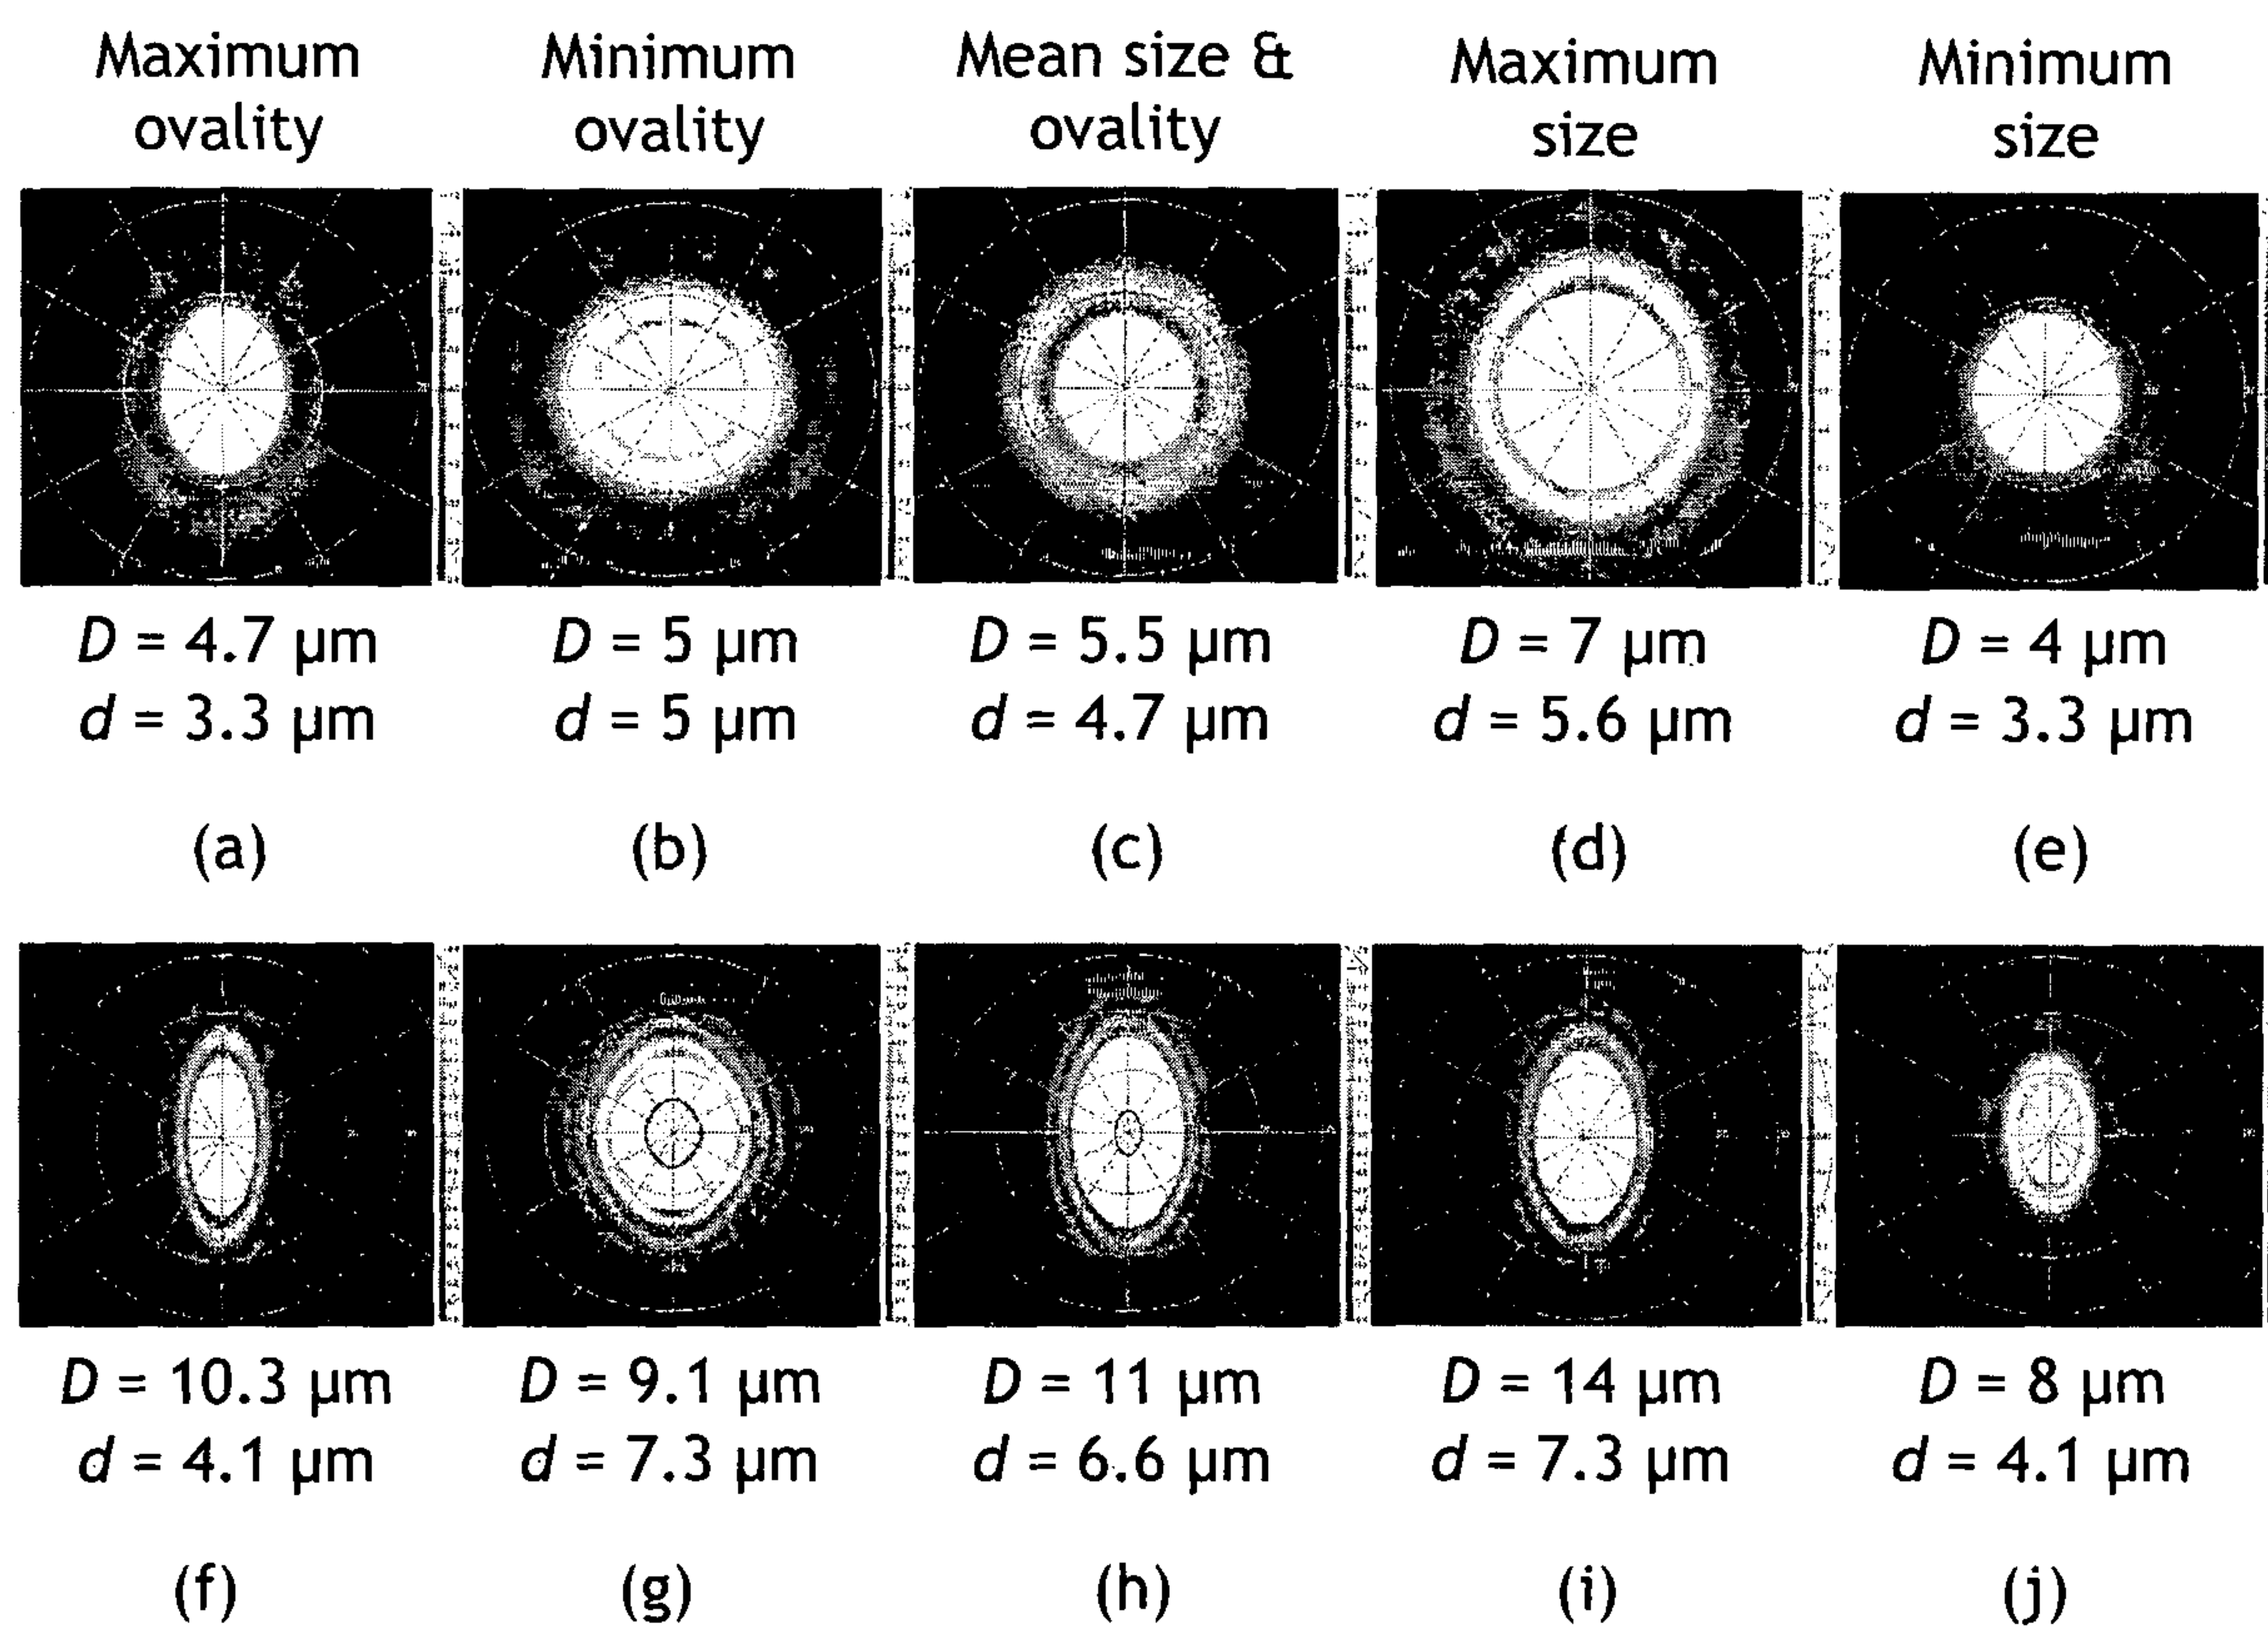 Maximum ovality
Minimum ovality
Mean size & ovality
Maximum size
Minimum size
D = 4.7 μm
d = 3.3 μm
(a)
D = 5 μm
d = 5 μm
(b)
D = 5.5 μm
d = 4.7 μm
(c)
D = 7 μm
d = 5.6 μm
(d)
D = 4 μm
d = 3.3 μm
(e)
D = 10.3 μm
d = 4.1 μm
(f)
D = 9.1 μm
d = 7.3 μm
(g)
D = 11 μm
d = 6.6 μm
(h)
D = 14 μm
d = 7.3 μm
(i)
D = 8 μm
d = 4.1 μm
(j)